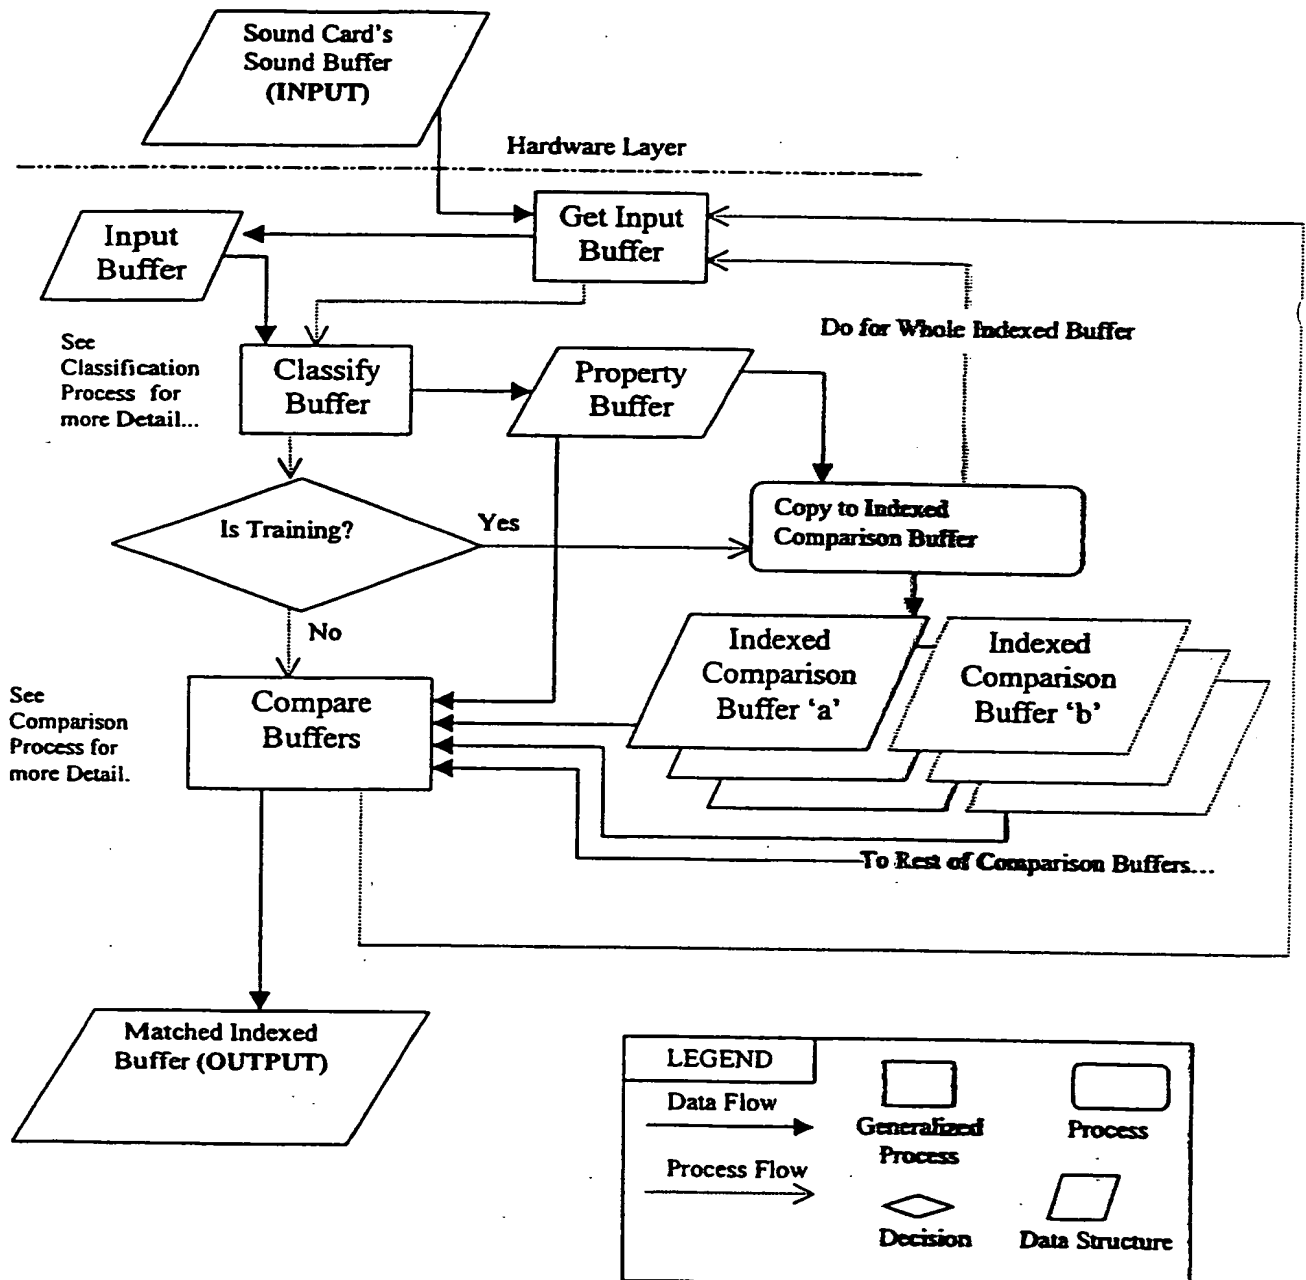 Sound Card's
Sound Buffer
(INPUT)
Hardware Layer
Get Input
Buffer
Input
Buffer
Do for Whole Indexed Buffer
See
Classification
Process for
more Detail...
Classify
Buffer
Property
Buffer
Copy to Indexed
Comparison Buffer
Is Training?
Yes
No
Indexed
Comparison
Buffer 'a'
Indexed
Comparison
Buffer 'b'
See
Comparison
Process for
more Detail.
Compare
Buffers
To Rest of Comparison Buffers...
Matched Indexed
Buffer (OUTPUT)
LEGEND
Data Flow
Process Flow
Generalized
Process
Process
Decision
Data Structure